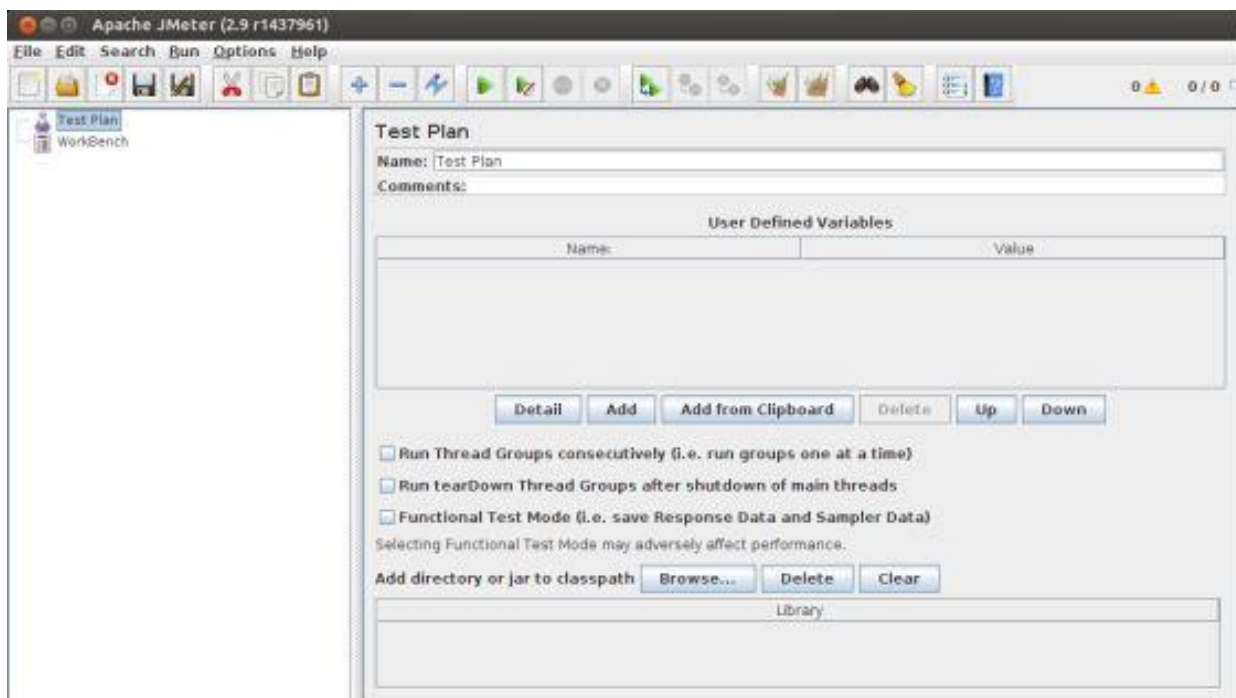 Apache JMeter (2.9 r1437961)
File Edit Search Run Options Help
0 0 / 0
Test Plan
WorkBench
Test Plan
Name: Test Plan
Comments:
User Defined Variables
Name: Value
Detail Add Add from Clipboard Delete Up Down
Run Thread Groups consecutively (i.e. run groups one at a time)
Run tearDown Thread Groups after shutdown of main threads
Functional Test Mode (i.e. save Response Data and Sampler Data)
Selecting Functional Test Mode may adversely affect performance.
Add directory or jar to classpath Browse... Delete Clear
Library